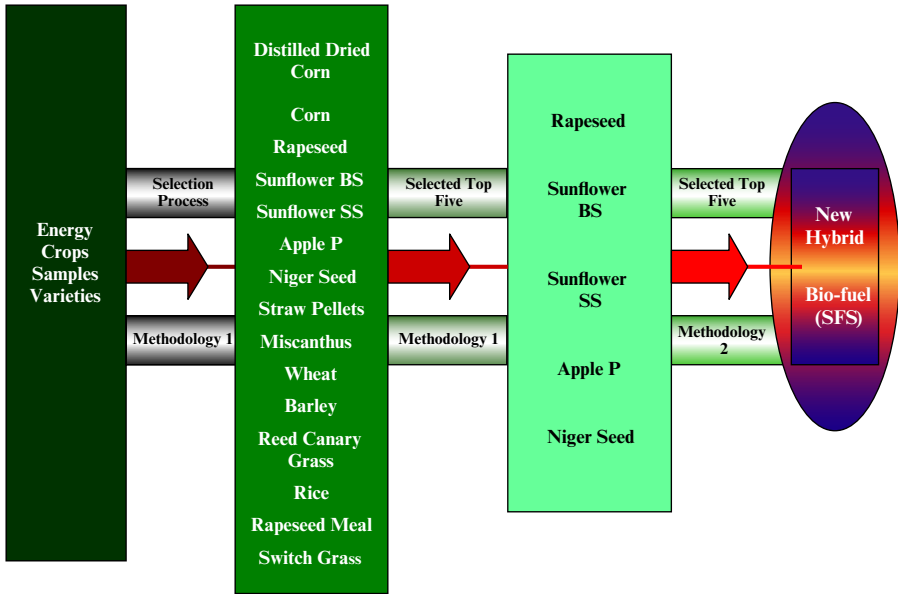 Energy
Crops
Samples
Varieties
Selection
Process
Methodology 1
Distilled Dried
Corn
Corn
Rapeseed
Sunflower BS
Sunflower SS
Apple P
Niger Seed
Straw Pellets
Miscanthus
Wheat
Barley
Reed Canary
Grass
Rice
Rapeseed Meal
Switch Grass
Selected Top
Five
Methodology 1
Rapeseed
Sunflower
BS
Sunflower
SS
Apple P
Niger Seed
Selected Top
Five
Methodology
2
New
Hybrid
Bio-fuel
(SFS)